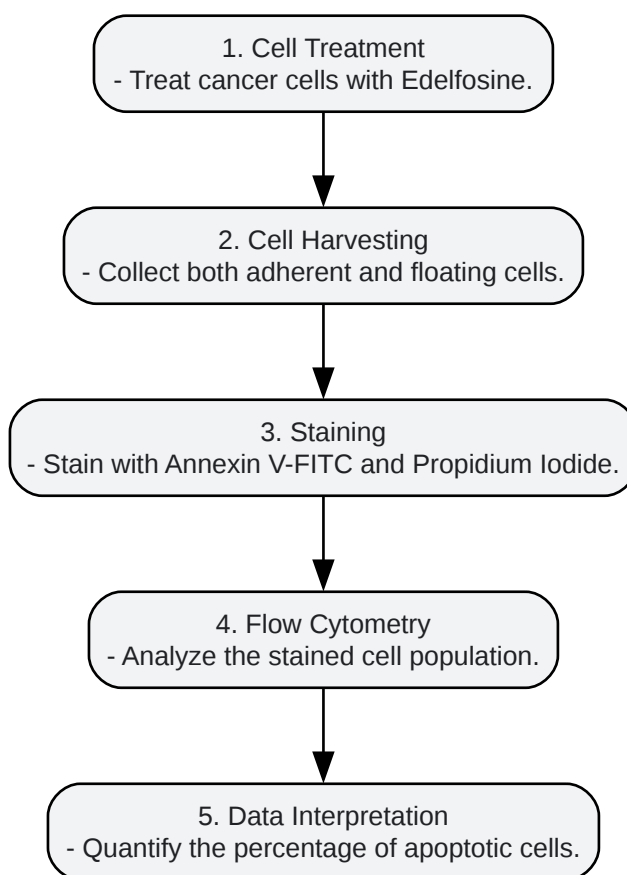 1. Cell Treatment
- Treat cancer cells with Edelfosine.
2. Cell Harvesting
- Collect both adherent and floating cells.
3. Staining
- Stain with Annexin V-FITC and Propidium Iodide.
4. Flow Cytometry
- Analyze the stained cell population.
5. Data Interpretation
- Quantify the percentage of apoptotic cells.